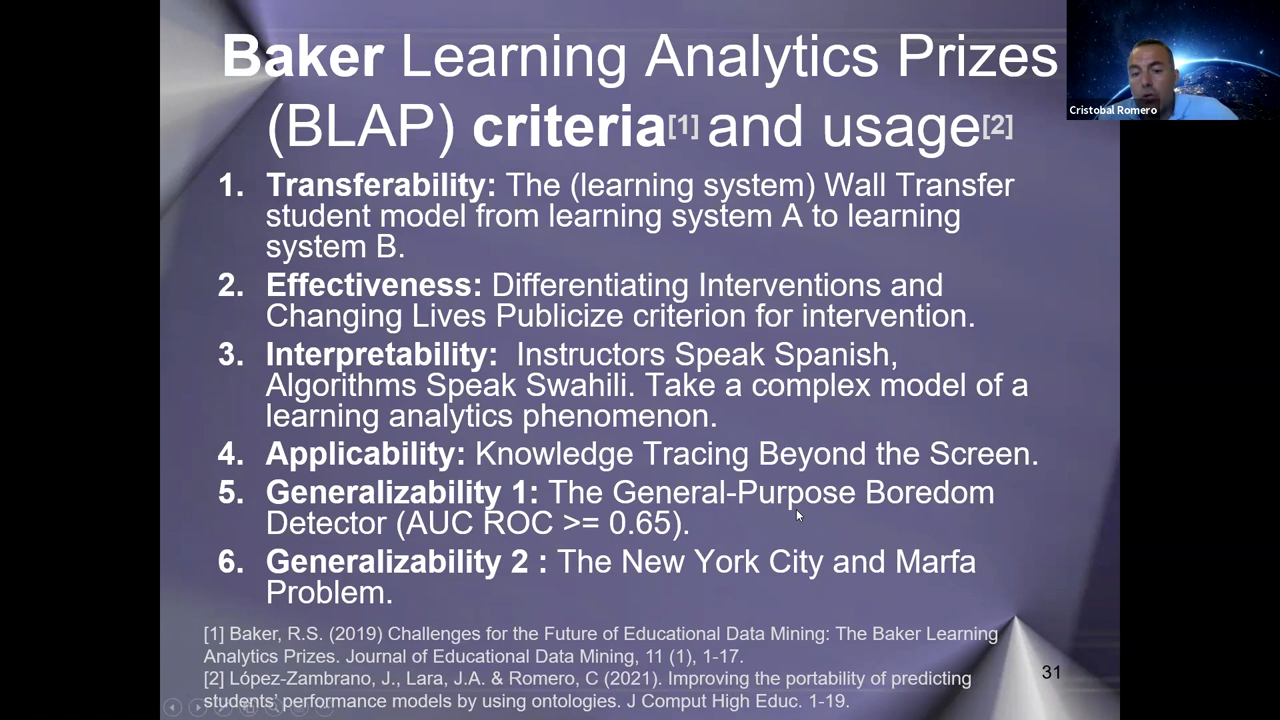 Baker Learning Analytics Prizes
(BLAP) criteria[1] and usage[2]
Cristobal Romero
1. Transferability: The (learning system) Wall Transfer
student model from learning system A to learning
system B.
2. Effectiveness: Differentiating Interventions and
Changing Lives Publicize criterion for intervention.
3. Interpretability: Instructors Speak Spanish,
Algorithms Speak Swahili. Take a complex model of a
learning analytics phenomenon.
4. Applicability: Knowledge Tracing Beyond the Screen.
5. Generalizability 1: The General-Purpose Boredom
Detector (AUC ROC >= 0.65).
6. Generalizability 2 : The New York City and Marfa
Problem.
[1] Baker, R.S. (2019) Challenges for the Future of Educational Data Mining: The Baker Learning
Analytics Prizes. Journal of Educational Data Mining, 11 (1), 1-17.
[2] López-Zambrano, J., Lara, J.A. & Romero, C (2021). Improving the portability of predicting
students’ performance models by using ontologies. J Comput High Educ. 1-19.
31